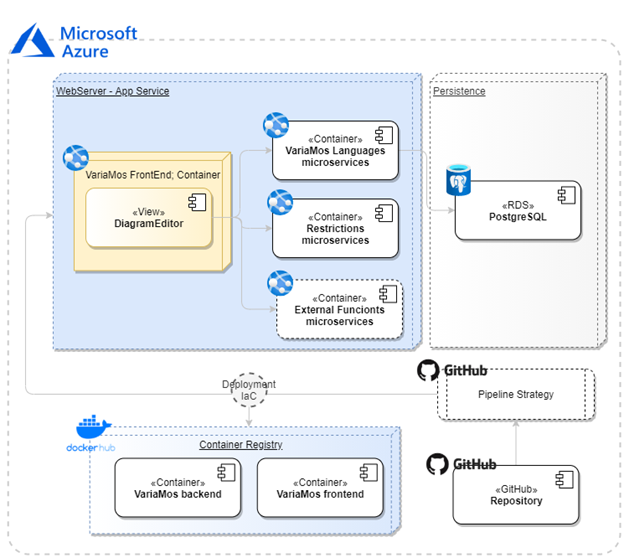 Microsoft
Azure
WebServer - App Service
Persistence
«Container»
VariaMos Languages
microservices
VariaMos FrontEnd; Container
«View»
DiagramEditor
«Container»
Restrictions
microservices
«RDS»
PostgreSQL
«Container»
External Funcionts
microservices
Deployment
IaC
GitHub
Pipeline Strategy
docker hub
Container Registry
«Container»
VariaMos backend
«Container»
VariaMos frontend
GitHub
«GitHub»
Repository